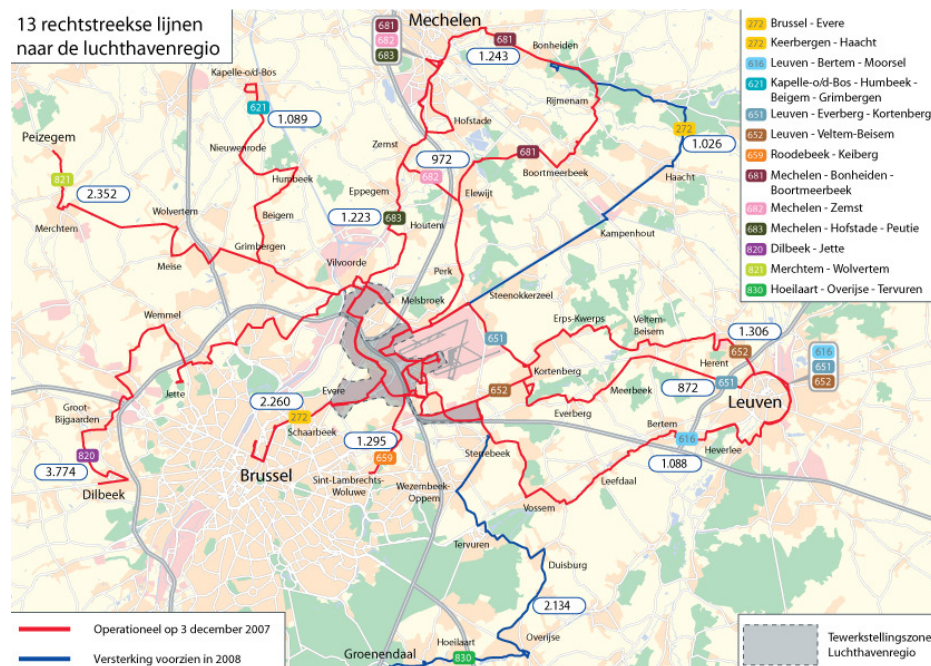 13 rechtstreekse lijnen
naar de luchthavenregio
681
682
683
Mechelen
681
1.243
Bonheiden
Kapelle-o/d-Bos
621
1.089
Hofstade
Rijmenam
272
1.026
Peizegem
Nieuwenrode
Zemst
972
681
682
Boortmeerbeek
Haacht
821
2.352
Humbeek
Eppegem
Elewijt
Merchtem
Wolvertem
Beigem
1.223
683
Houtem
Kampenhout
Grimbergen
Meise
Vilvoorde
Perk
Melsbroek
Steenokkerzeel
Wemmel
Erps-Kwerps
Veltem-
Beisem
1.306
651
Herent
652
616
651
652
Jette
Evere
Kortenberg
Meerbeek
872
651
Leuven
2.260
652
Groot-
Bijgaarden
272
Schaarbeek
Everberg
Bertem
1.295
820
659
Sterrebeek
616
Heverlee
3.774
Brussel
1.088
Dilbeek
Sint-Lambrechts-
Woluwe
Wezembeek-
Oppem
Leefdaal
Vossem
Tervuren
Duisburg
2.134
Hoeilaart
Overijse
Groenendaal
830
272 Brussel - Evere
272 Keerbergen - Haacht
616 Leuven - Bertem - Moorsel
621 Kapelle-o/d-Bos - Humbeek -
Beigem - Grimbergen
651 Leuven - Everberg - Kortenberg
652 Leuven - Veltem-Beisem
659 Roodebeek - Keiberg
681 Mechelen - Bonheiden -
Boortmeerbeek
682 Mechelen - Zemst
683 Mechelen - Hofstade - Peutie
820 Dilbeek - Jette
821 Merchtem - Wolvertem
830 Hoeilaart - Overijse - Tervuren
Operationeel op 3 december 2007
Versterking voorzien in 2008
Tewerkstellingszone
Luchthavenregio